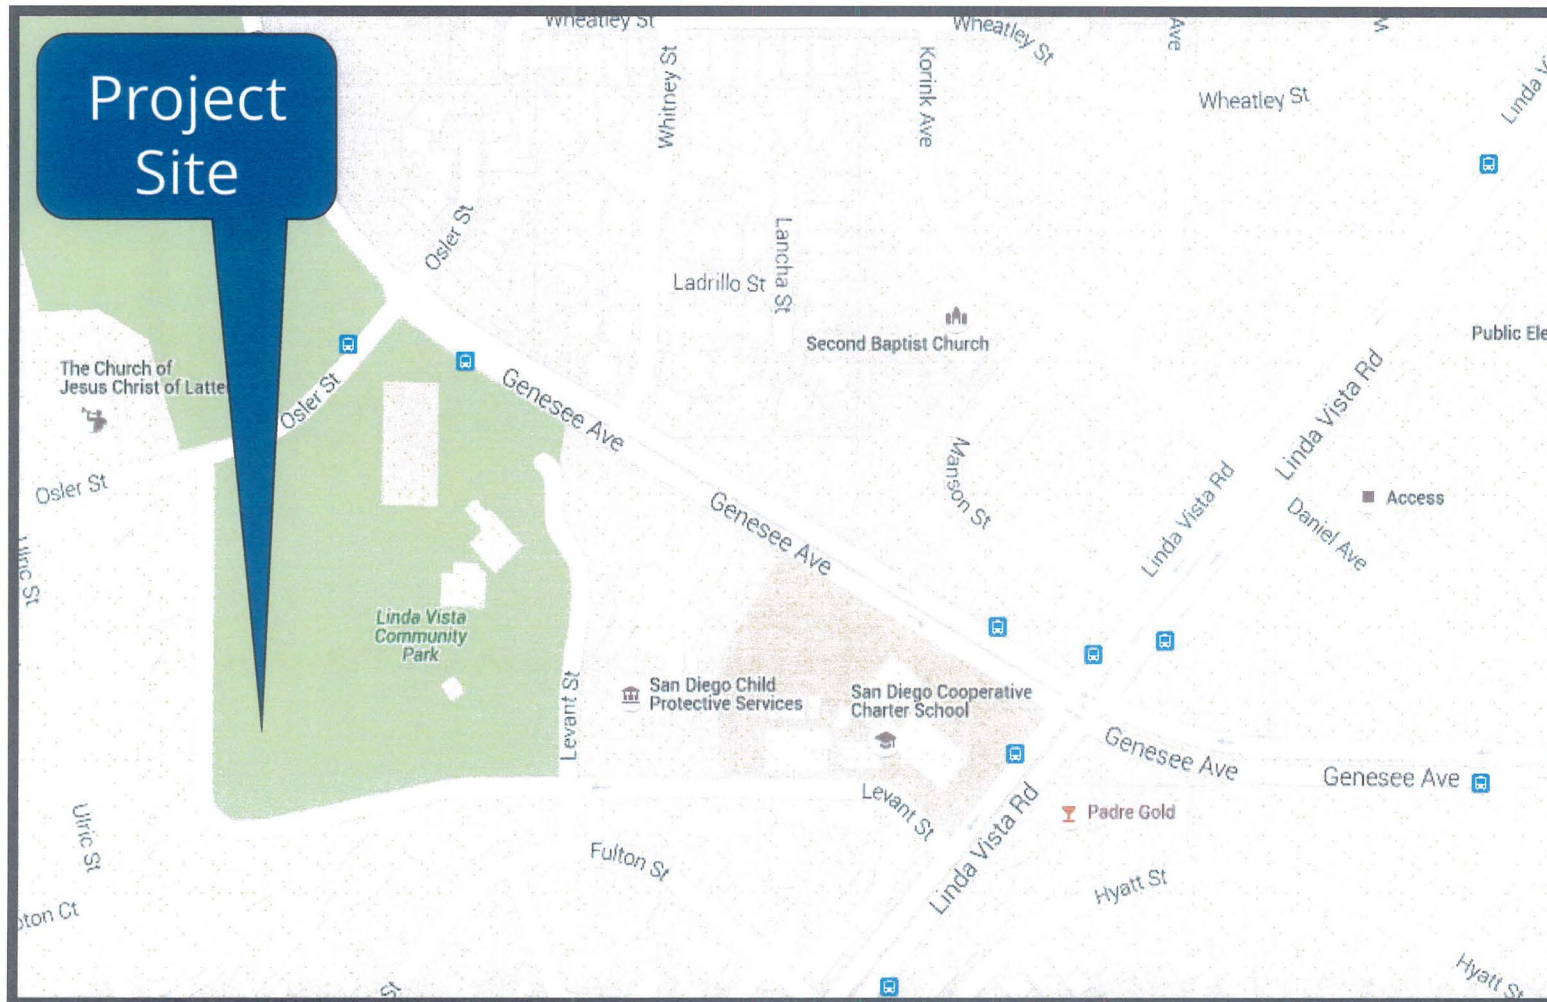 Project
Site
Wheatley St
Wheatley St
Ave
Whitney St
Korink Ave
Wheatley St
Osler St
Lancha St
Ladrillo St
Second Baptist Church
Public Ele
The Church of
Jesus Christ of Latte
Osler St
Genesee Ave
Linda Vista Rd
Manson St
Linda Vista Rd
Access
Osler St
Genesee Ave
Daniel Ave
Ulric St
Linda Vista
Community
Park
Levant St
San Diego Child
Protective Services
San Diego Cooperative
Charter School
Genesee Ave
Genesee Ave
Levant St
Linda Vista Rd
Padre Gold
Ulric St
Fulton St
Hyatt St
Hyatt St
St